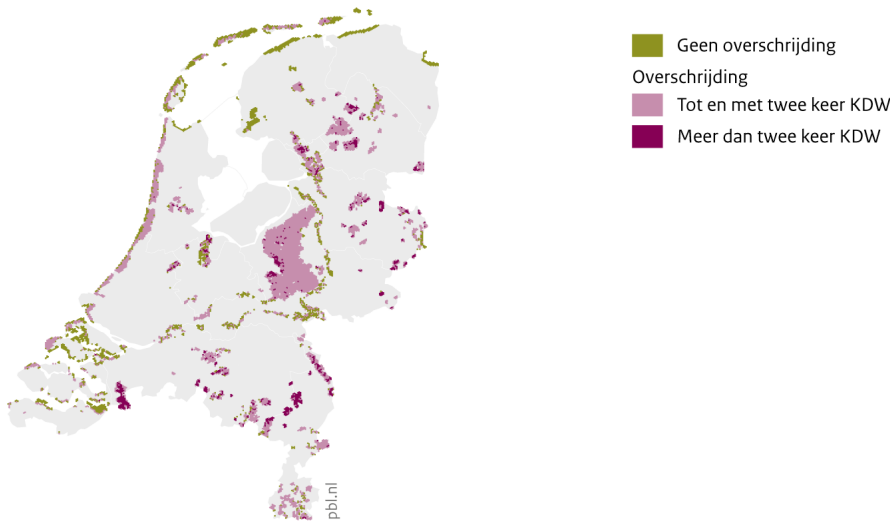 Geen overschrijding
Overschrijding
Tot en met twee keer KDW
Meer dan twee keer KDW
pbl.nl